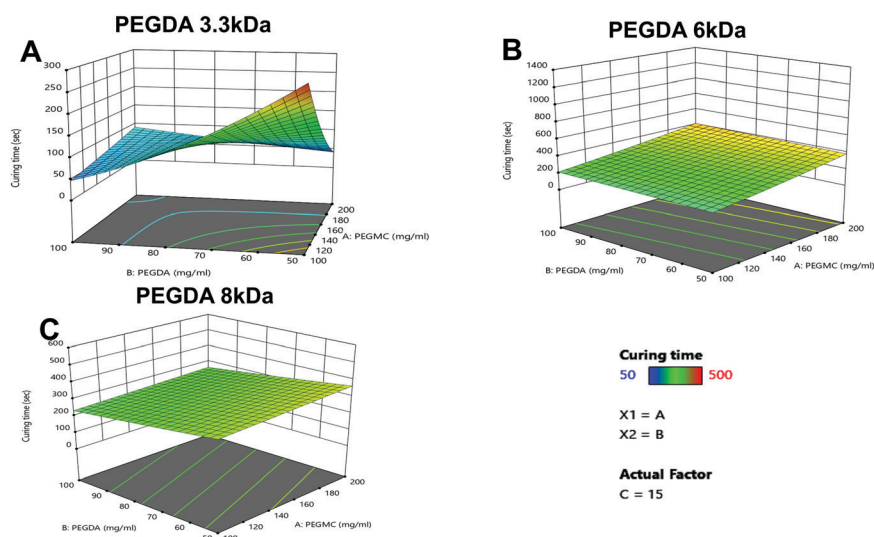 PEGDA 3.3kDa
A
300
250
200
150
100
50
0
Curing time (sec)
100
90
80
70
60
50
B: PEGDA (mg/ml)
200
180
160
140
120
100
A: PEGMC (mg/ml)
PEGDA 6kDa
B
1400
1200
1000
800
600
400
200
0
Curing time (sec)
100
90
80
70
60
50
B: PEGDA (mg/ml)
200
180
160
140
120
100
A: PEGMC (mg/ml)
PEGDA 8kDa
C
600
500
400
300
200
100
0
Curing time (sec)
100
90
80
70
60
50
B: PEGDA (mg/ml)
200
180
160
140
120
100
A: PEGMC (mg/ml)
Curing time
50 500
X1 = A
X2 = B
Actual Factor
C = 15